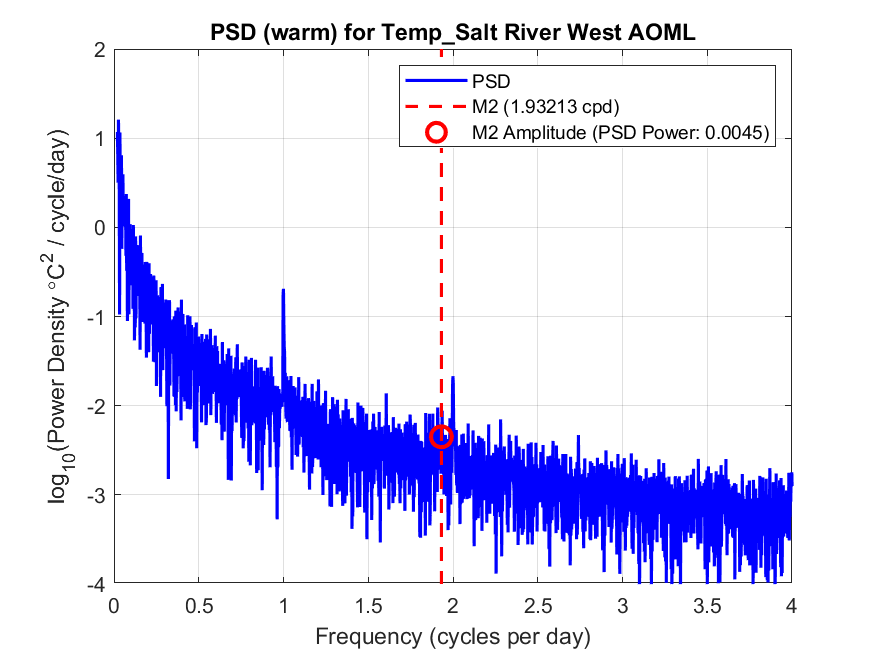 PSD (warm) for Temp_Salt River West AOML
PSD
M2 (1.93213 cpd)
M2 Amplitude (PSD Power: 0.0045)
log10(Power Density °C2 / cycle/day)
2
1
0
-1
-2
-3
-4
0 0.5 1 1.5 2 2.5 3 3.5 4
Frequency (cycles per day)